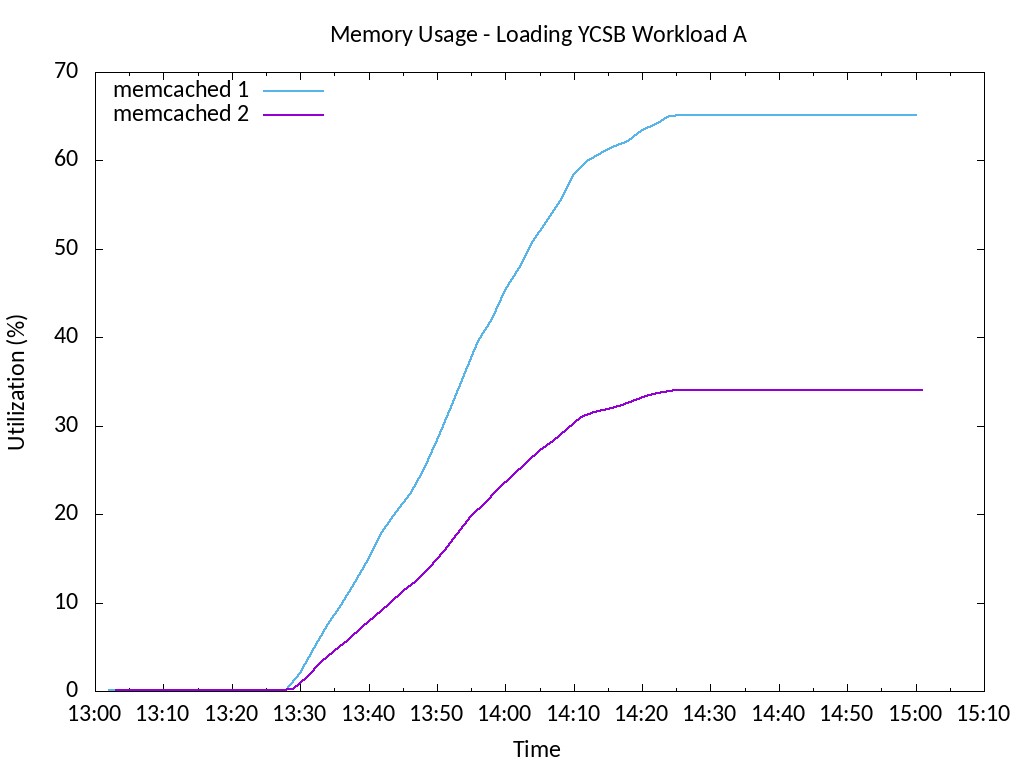 Memory Usage - Loading YCSB Workload A
70
memcached 1
memcached 2
60
50
40
Utilization (%)
30
20
10
0
13:00 13:10 13:20 13:30 13:40 13:50 14:00 14:10 14:20 14:30 14:40 14:50 15:00 15:10
Time